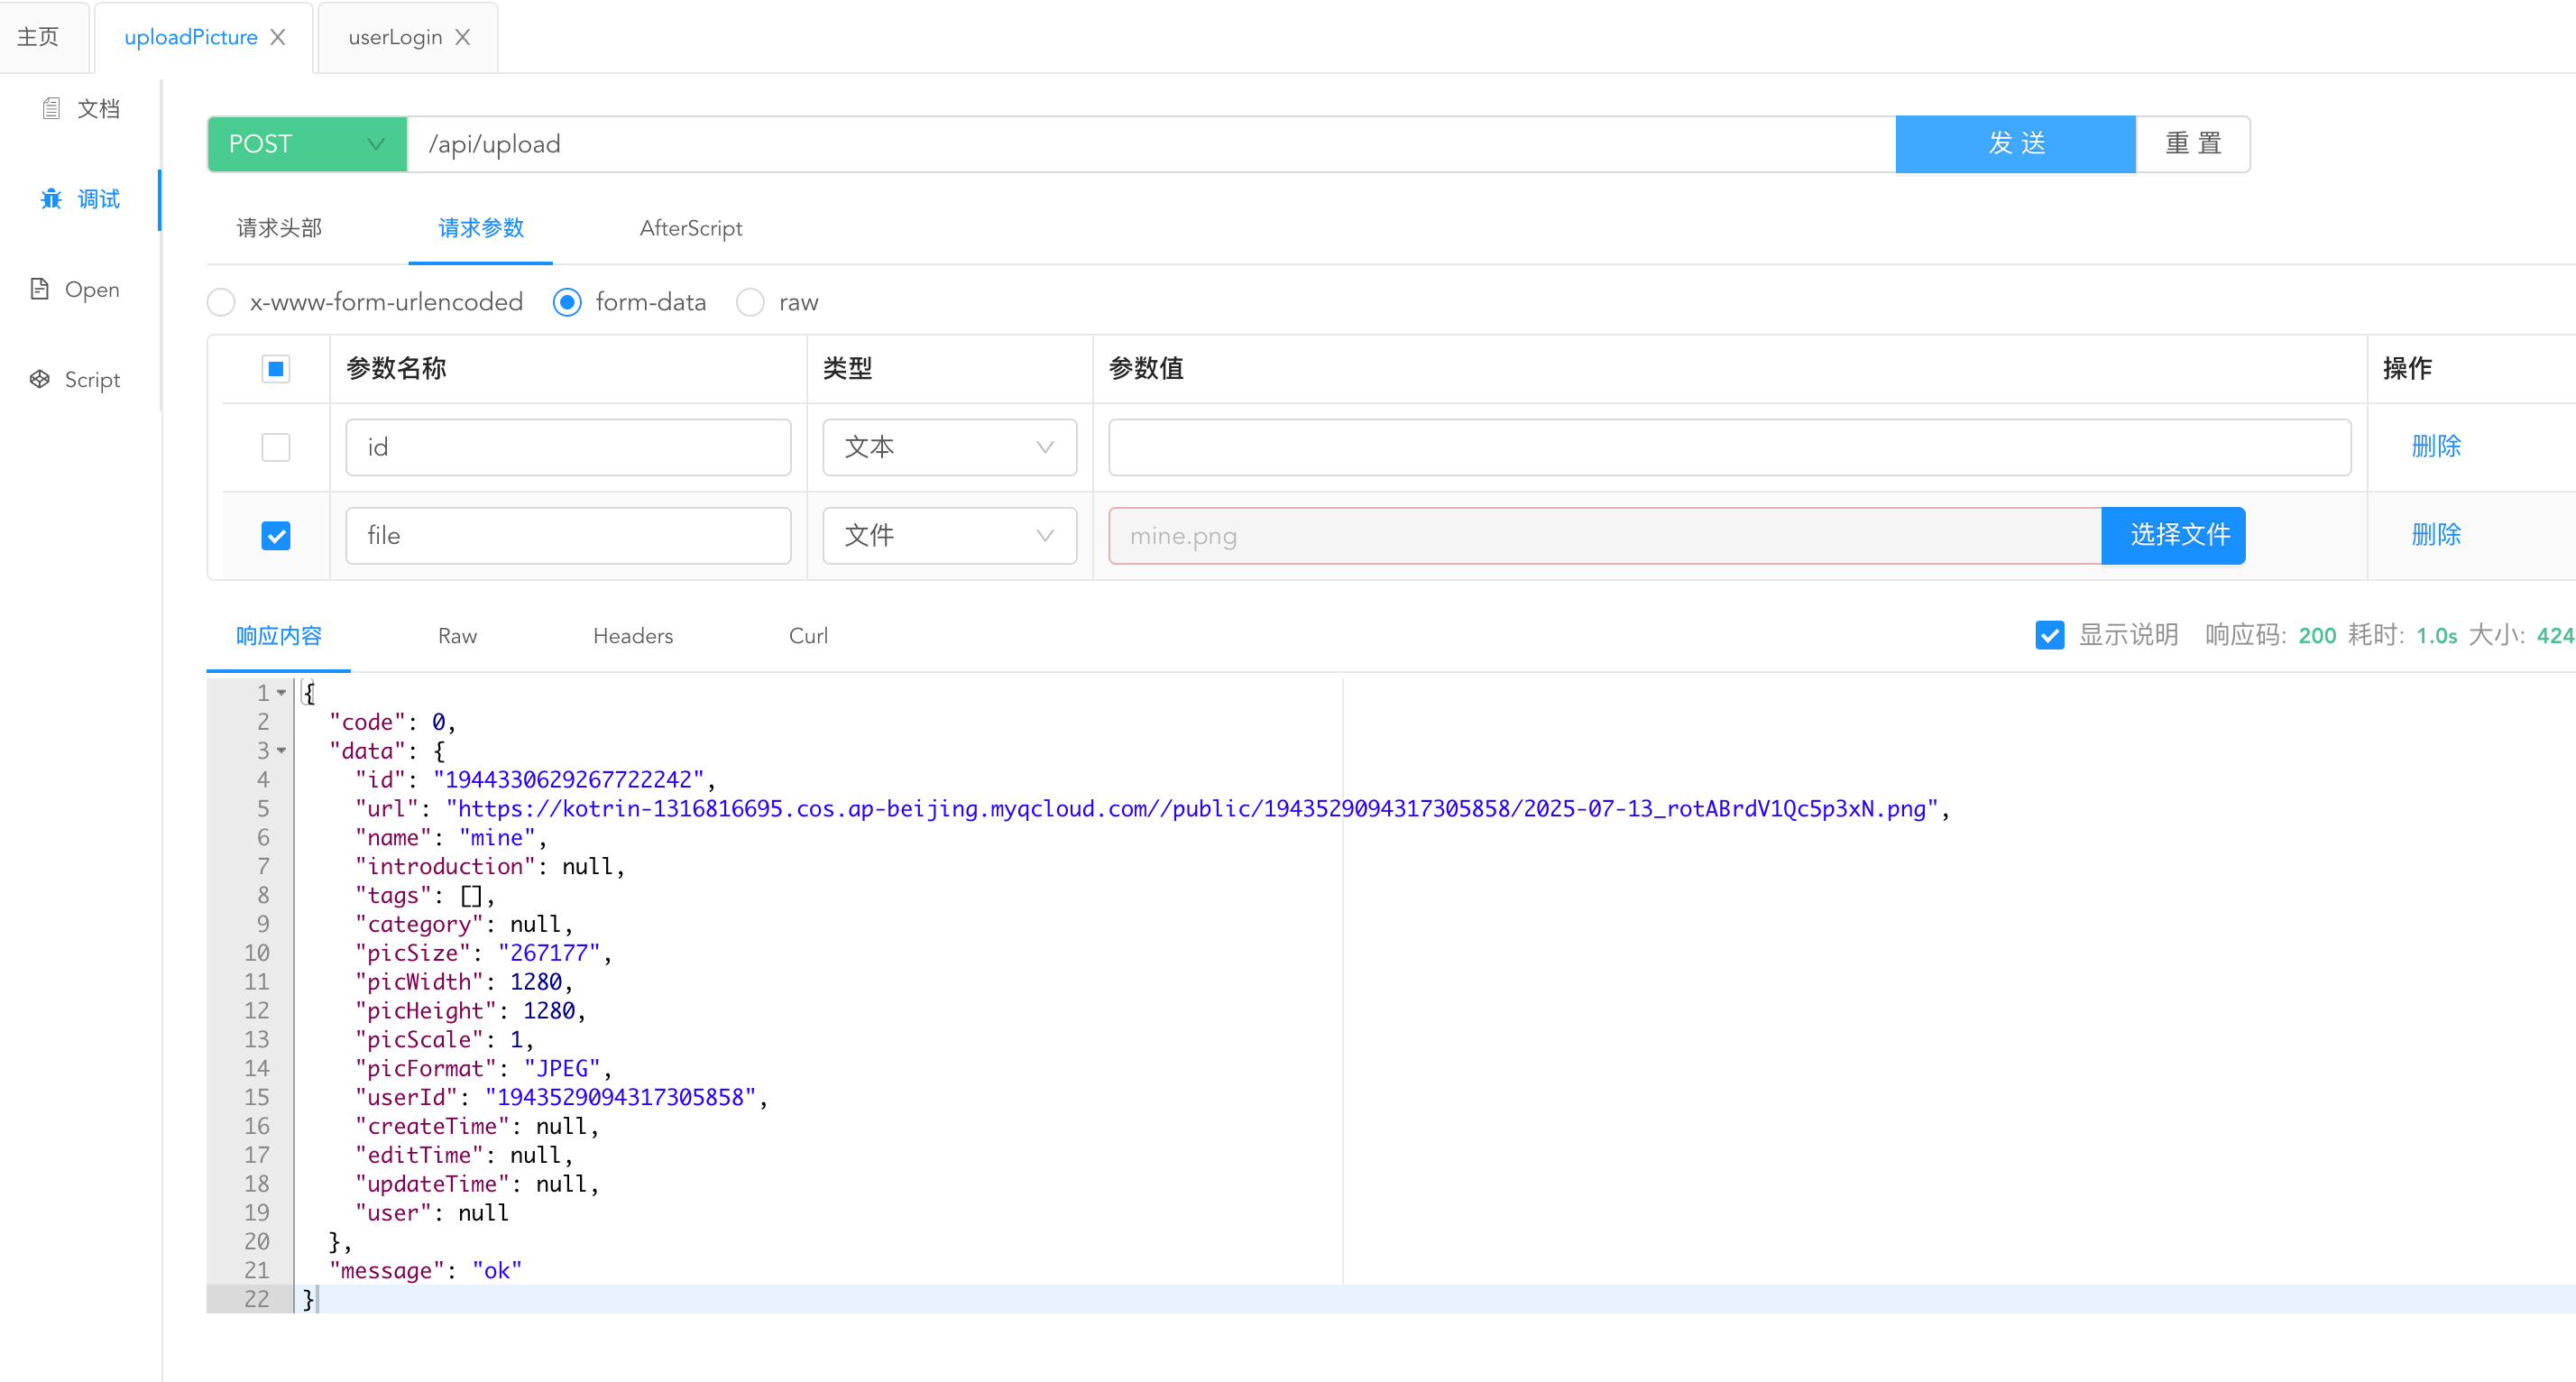 主页
uploadPicture
userLogin
文档
调试
Open
Script
POST /api/upload 发 送 重 置
请求头部 请求参数 AfterScript
x-www-form-urlencoded form-data raw
参数名称 类型 参数值 操作
id 文本 删除
file 文件 mine.png 选择文件 删除
响应内容 Raw Headers Curl 显示说明 响应码: 200 耗时: 1.0s 大小: 424
1 {
2 "code": 0,
3 "data": {
4 "id": "1944330629267722242",
5 "url": "https://kotrin-1316816695.cos.ap-beijing.myqcloud.com//public/1943529094317305858/2025-07-13_rotABrdV1Qc5p3xN.png",
6 "name": "mine",
7 "introduction": null,
8 "tags": [],
9 "category": null,
10 "picSize": "267177",
11 "picWidth": 1280,
12 "picHeight": 1280,
13 "picScale": 1,
14 "picFormat": "JPEG",
15 "userId": "1943529094317305858",
16 "createTime": null,
17 "editTime": null,
18 "updateTime": null,
19 "user": null
20 },
21 "message": "ok"
22 }